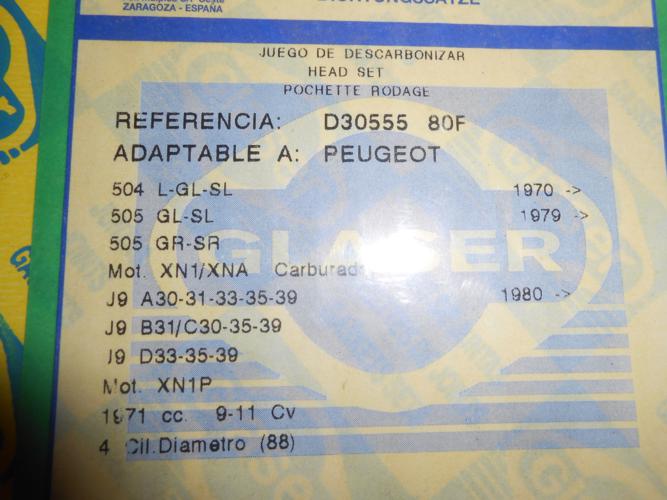 ZARAGOZA - ESPAÑA
DICHTUNGSSÄTZE
JUEGO DE DESCARBONIZAR
HEAD SET
POCHETTE RODAGE
REFERENCIA: D30555 80F
ADAPTABLE A: PEUGEOT
504 L-GL-SL 1970 ->
505 GL-SL 1979 ->
505 GR-SR
GLASER
Mot. XN1/XNA Carburad
J9 A30-31-33-35-39 1980 ->
J9 B31/C30-35-39
J9 D33-35-39
Mot. XN1P
1971 cc. 9-11 Cv
4 Cil.Diametro (88)